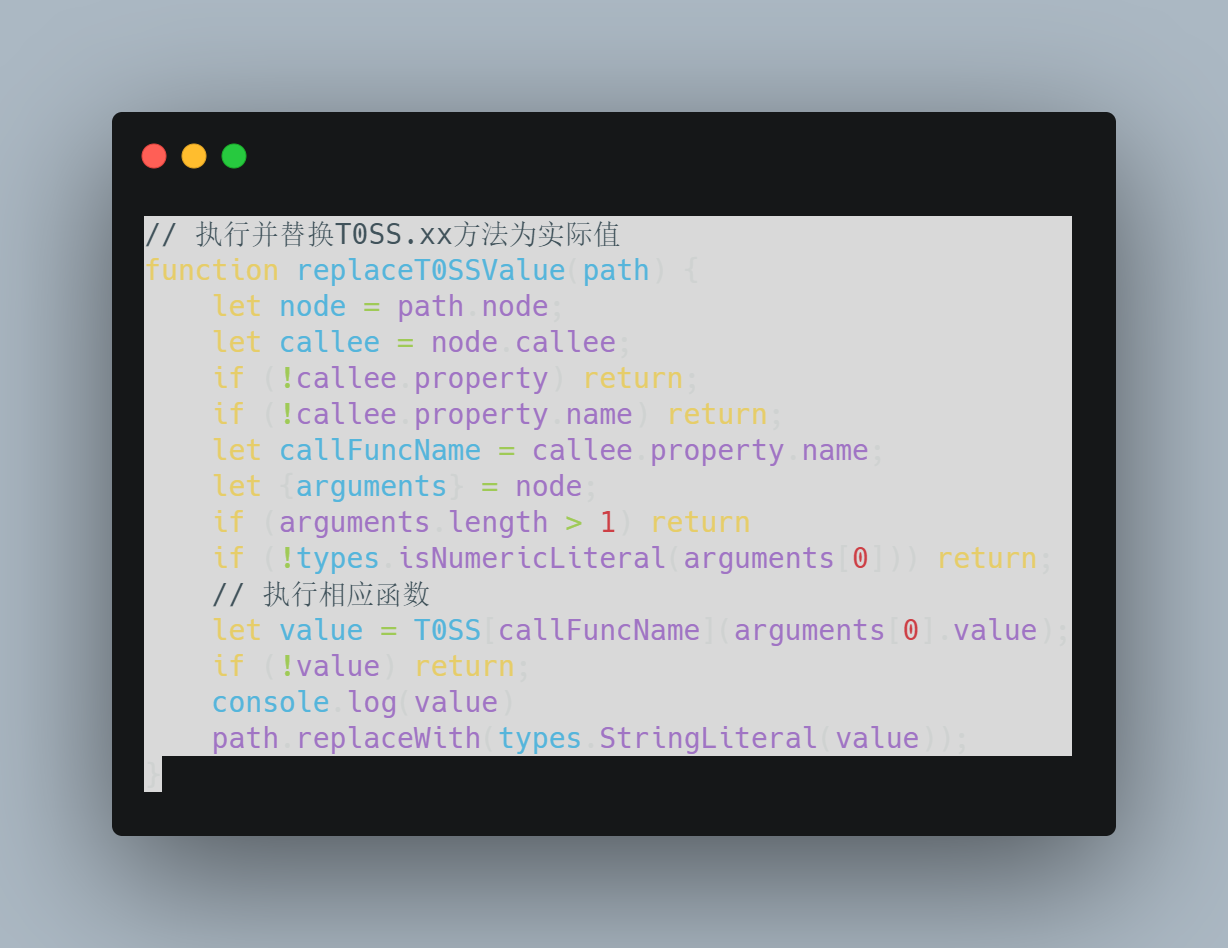 // 执行并替换T0SS.xx方法为实际值
function replaceT0SSValue(path) {
    let node = path.node;
    let callee = node.callee;
    if (!callee.property) return;
    if (!callee.property.name) return;
    let callFuncName = callee.property.name;
    let {arguments} = node;
    if (arguments.length > 1) return
    if (!types.isNumericLiteral(arguments[0])) return;
    // 执行相应函数
    let value = T0SS[callFuncName](arguments[0].value);
    if (!value) return;
    console.log(value)
    path.replaceWith(types.StringLiteral(value));
}